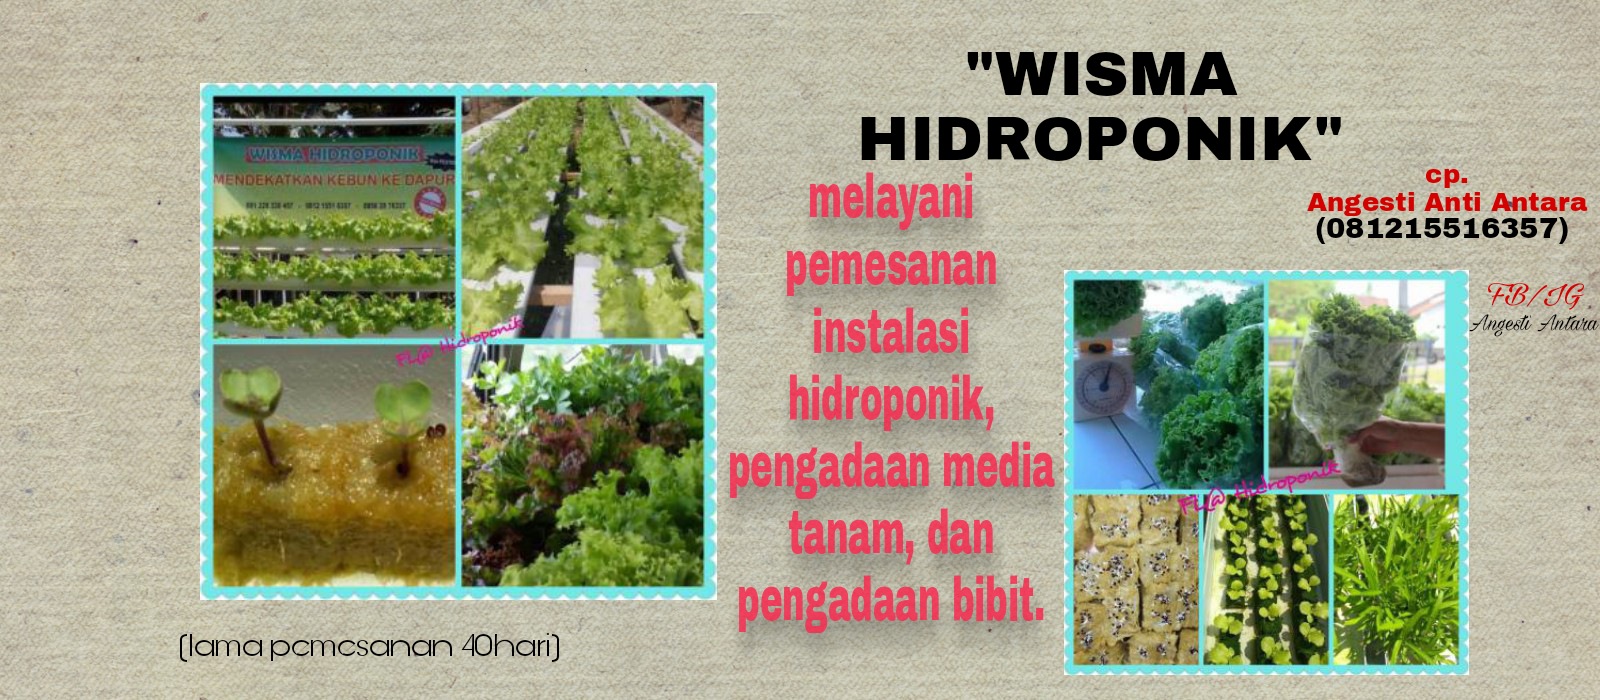 "WISMA
HIDROPONIK"
cp.
Angesti Anti Antara
(081215516357)
FB/IG
Angesti Antara
melayani
pemesanan
instalasi
hidroponik,
pengadaan media
tanam, dan
pengadaan bibit.
(lama pemesanan 40hari)
WISMA HIDROPONIK
MENDEKATKAN KEBUN KE DAPUR
FL@ Hidroponik
FL@ Hidroponik